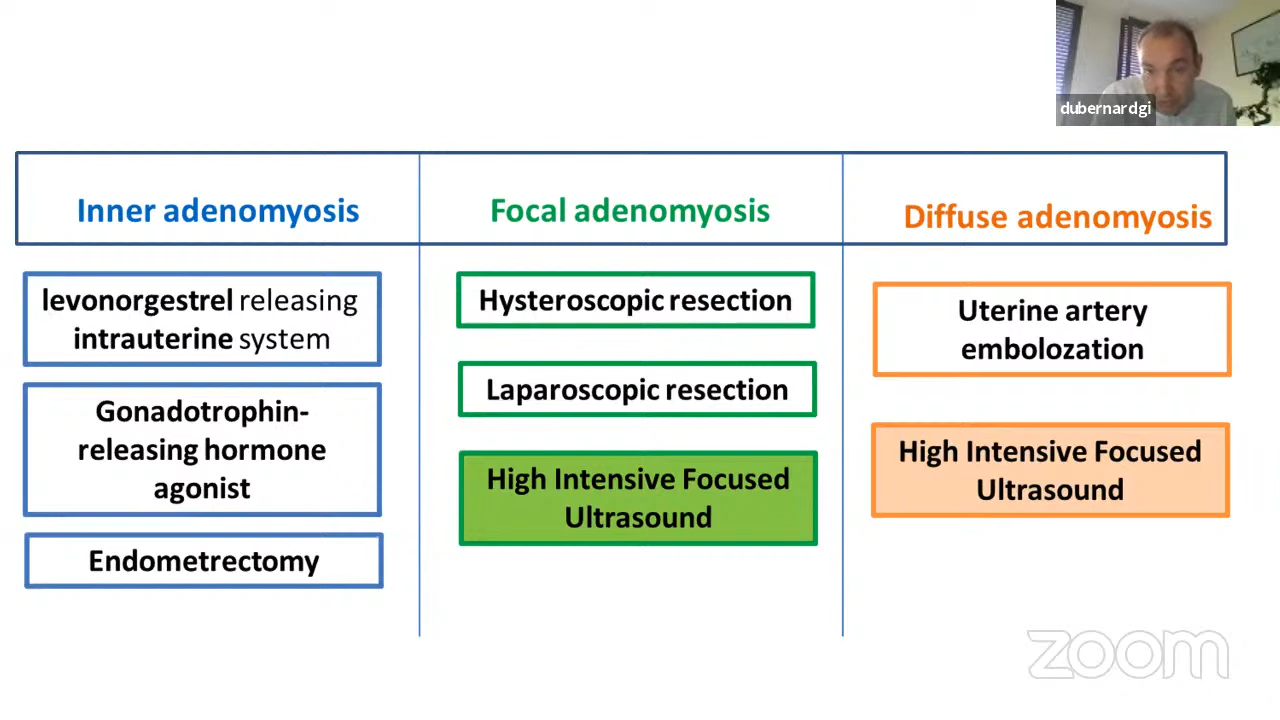 dubernardgi
Inner adenomyosis
Focal adenomyosis
Diffuse adenomyosis
levonorgestrel releasing
intrauterine system
Gonadotrophin-
releasing hormone
agonist
Endometrectomy
Hysteroscopic resection
Laparoscopic resection
High Intensive Focused
Ultrasound
Uterine artery
embolozation
High Intensive Focused
Ultrasound
zoom